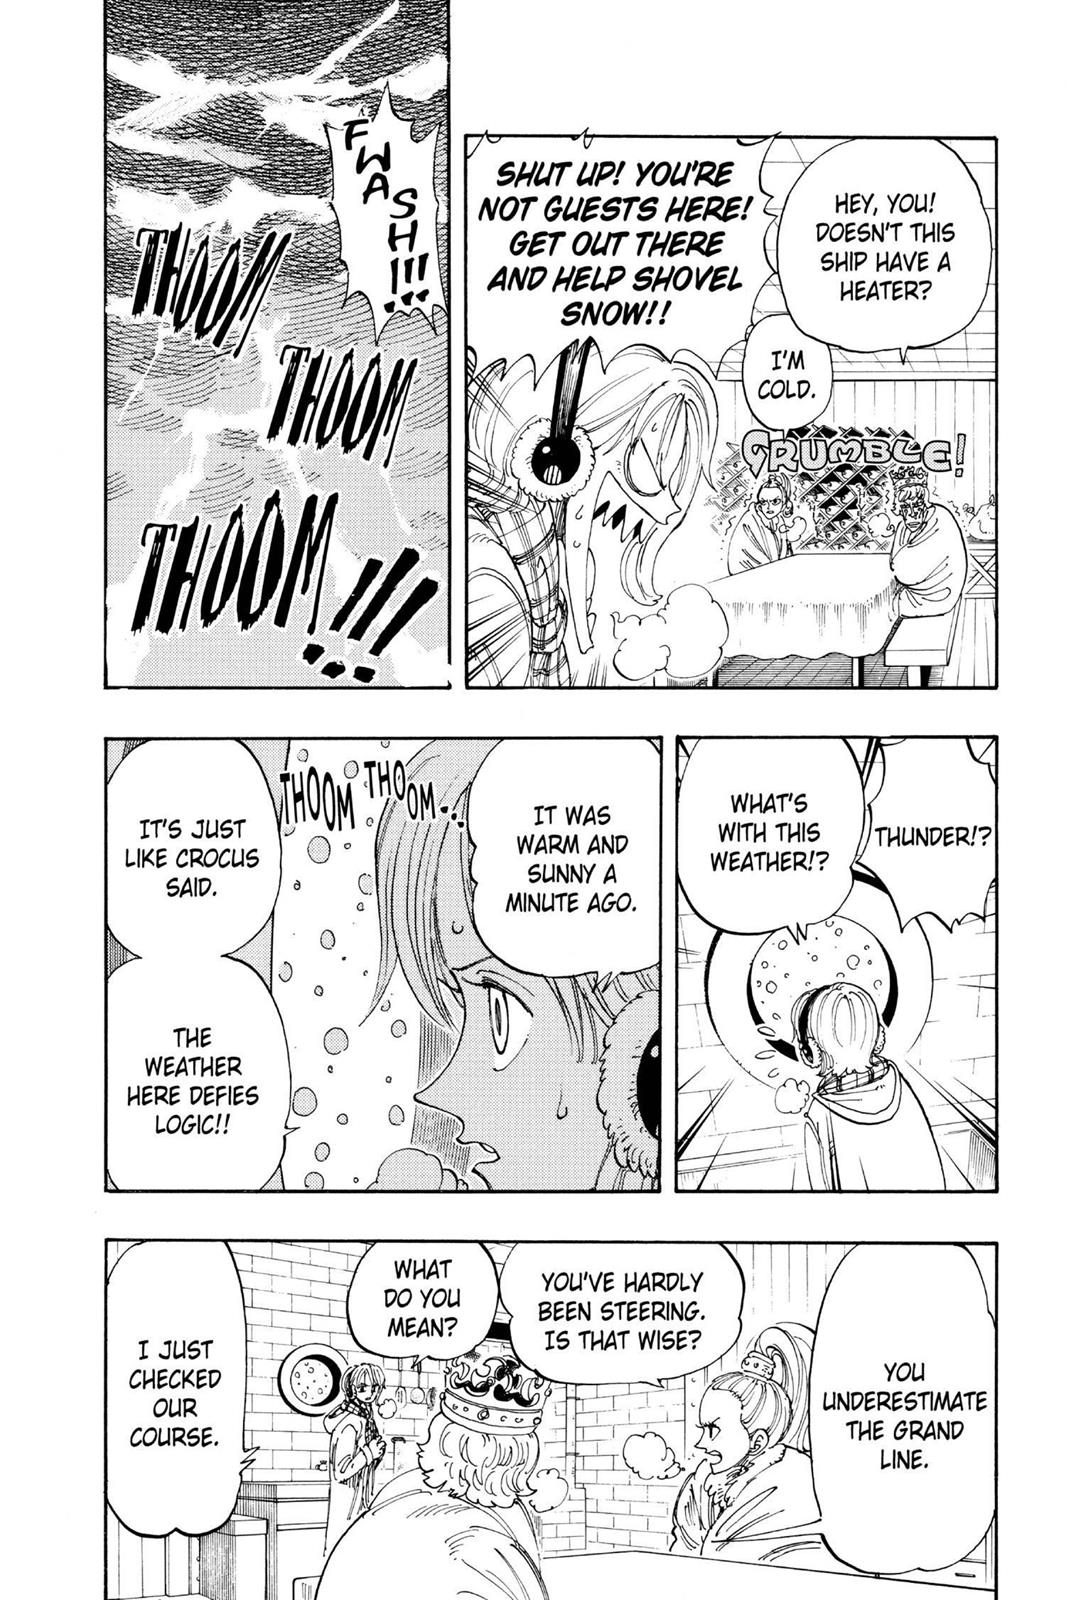 HEY, YOU!
DOESN'T THIS
SHIP HAVE A
HEATER?
I'M
COLD.
GRUMBLE!
SHUT UP! YOU'RE
NOT GUESTS HERE!
GET OUT THERE
AND HELP SHOVEL
SNOW!!
FWASH!!!
THOOM
THOOM
THOOM!!!
THUNDER!?
WHAT'S
WITH THIS
WEATHER!?
IT WAS
WARM AND
SUNNY A
MINUTE AGO.
THOOM THOOM...
IT'S JUST
LIKE CROCUS
SAID.
THE
WEATHER
HERE DEFIES
LOGIC!!
YOU
UNDERESTIMATE
THE GRAND
LINE.
YOU'VE HARDLY
BEEN STEERING.
IS THAT WISE?
WHAT
DO YOU
MEAN?
I JUST
CHECKED
OUR
COURSE.